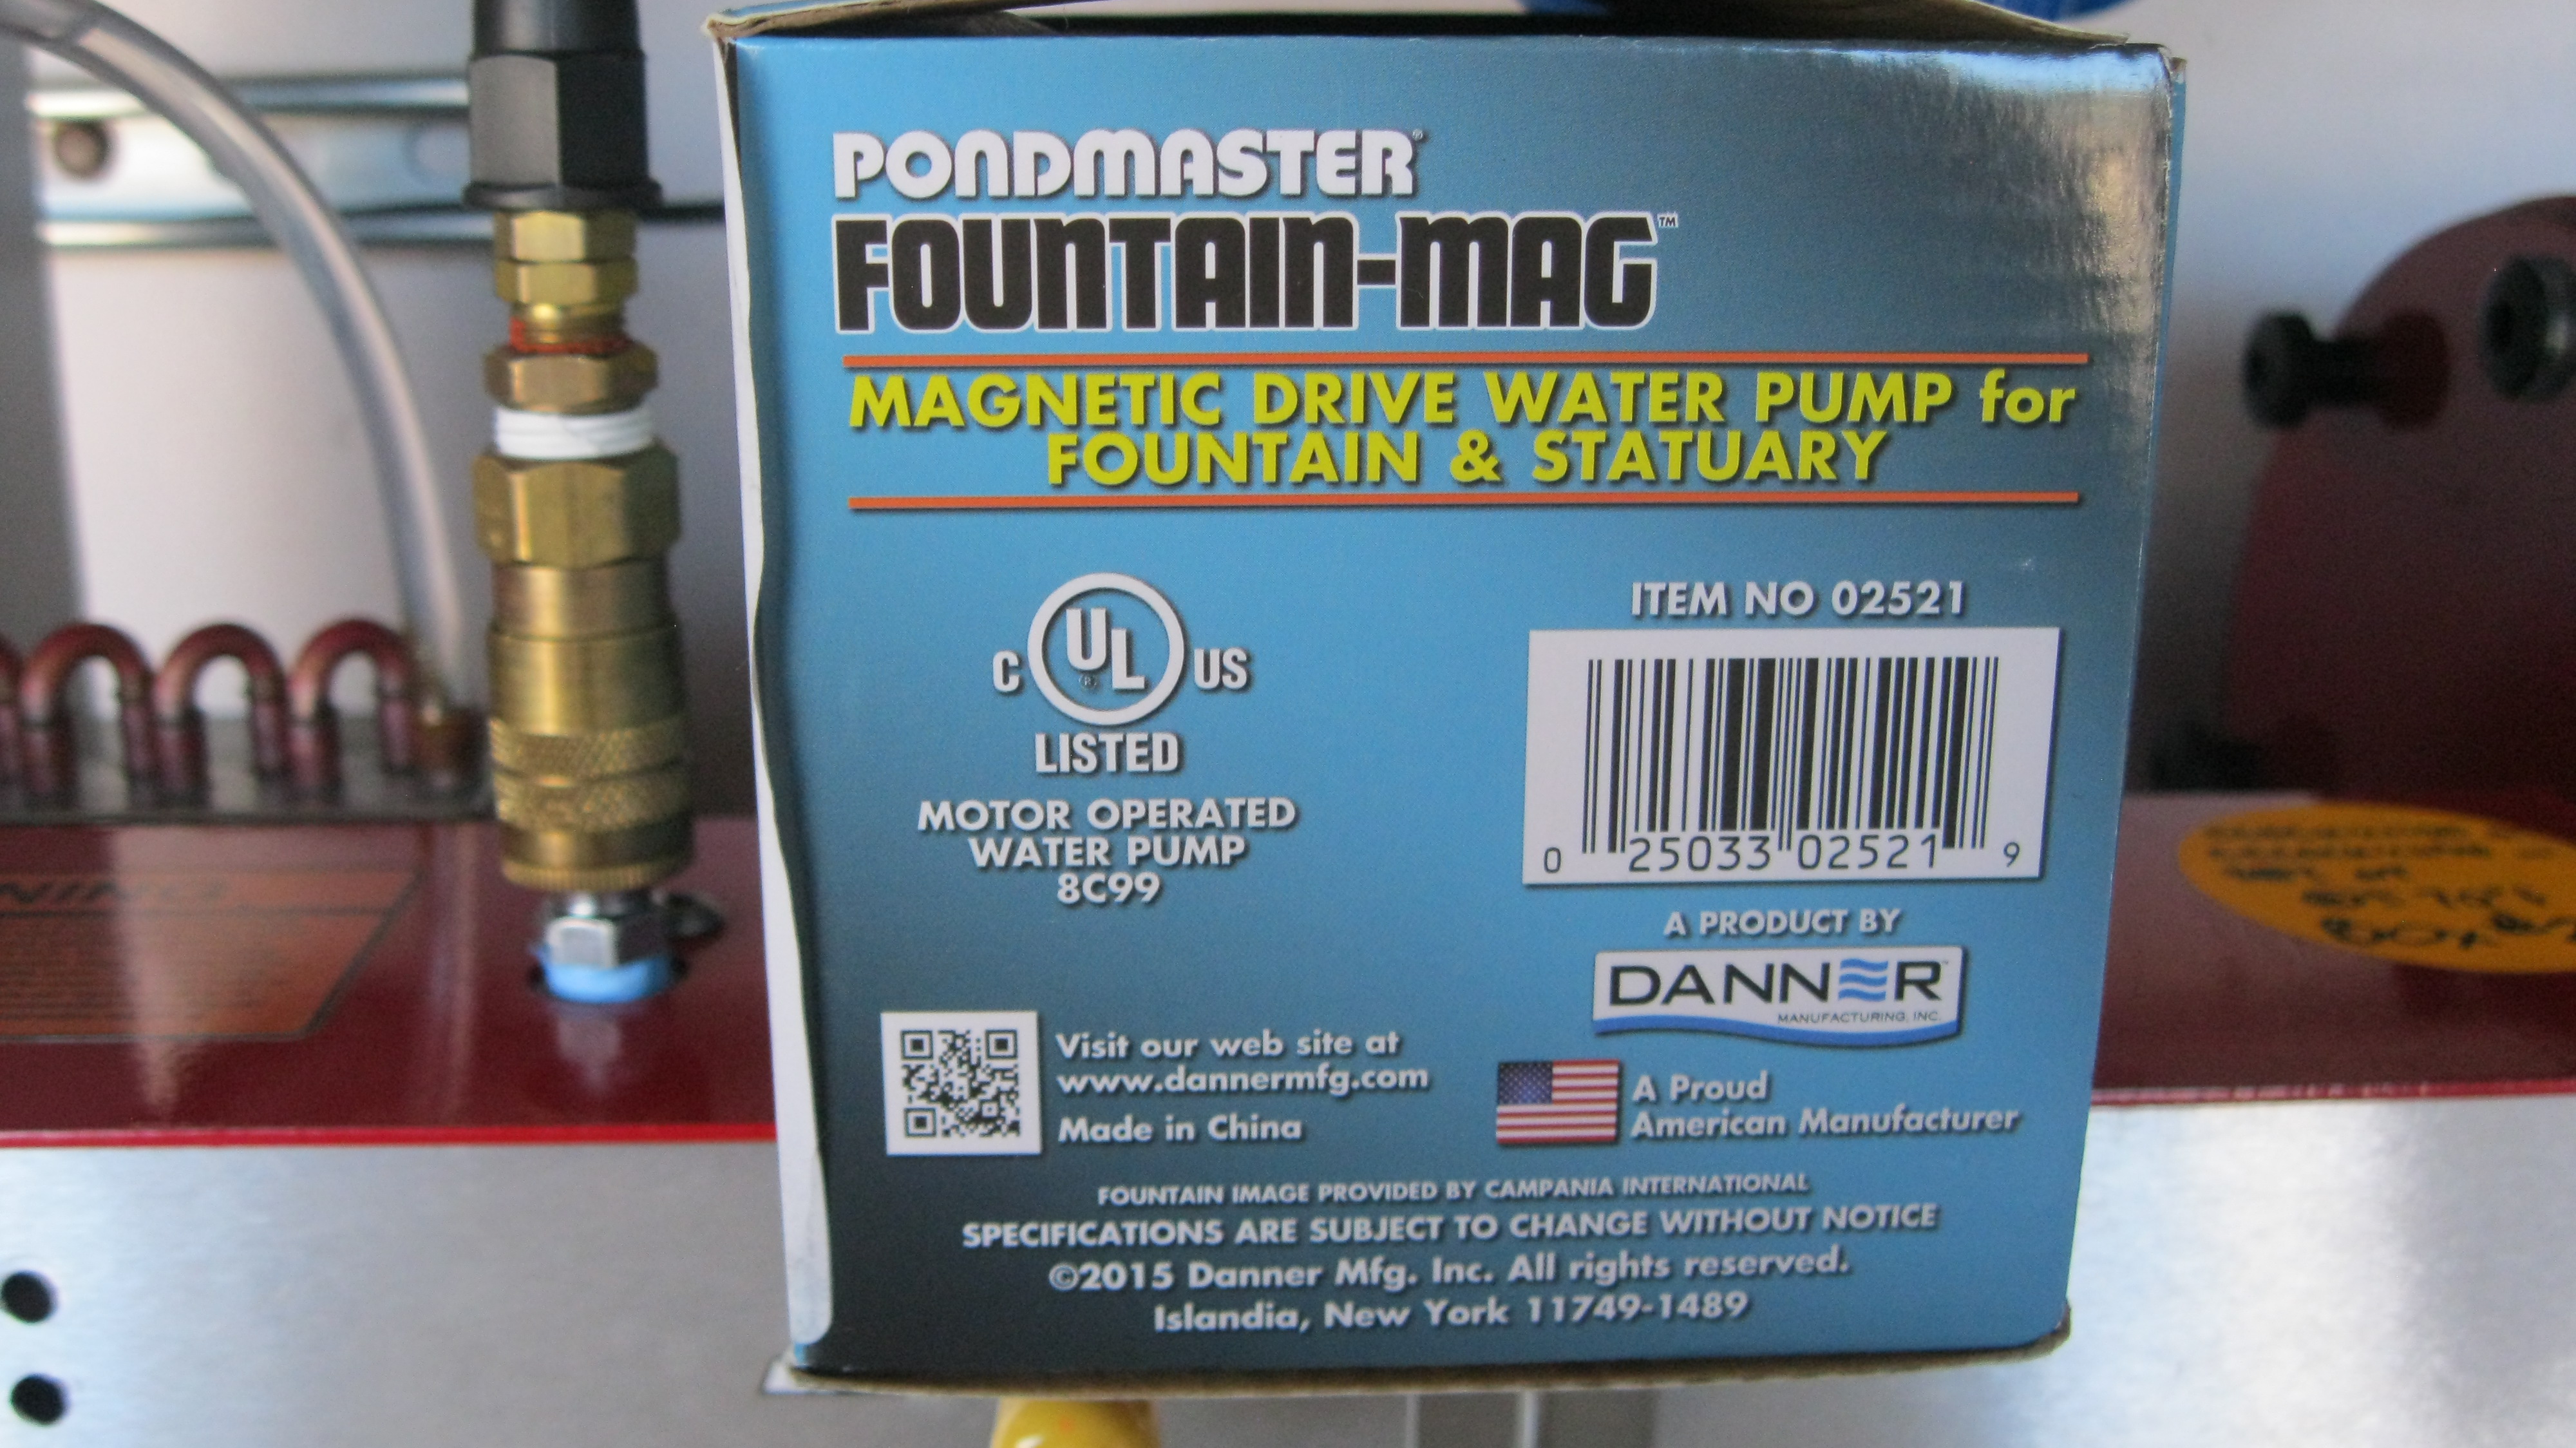 PONDMASTER®
FOUNTAIN-MAG™
MAGNETIC DRIVE WATER PUMP for
FOUNTAIN & STATUARY
C UL® US
LISTED
MOTOR OPERATED
WATER PUMP
8C99
ITEM NO 02521
0 25033 02521 9
A PRODUCT BY
DANNER™
MANUFACTURING, INC.
Visit our web site at
www.dannermfg.com
Made in China
A Proud
American Manufacturer
FOUNTAIN IMAGE PROVIDED BY CAMPANIA INTERNATIONAL
SPECIFICATIONS ARE SUBJECT TO CHANGE WITHOUT NOTICE
©2015 Danner Mfg. Inc. All rights reserved.
Islandia, New York 11749-1489